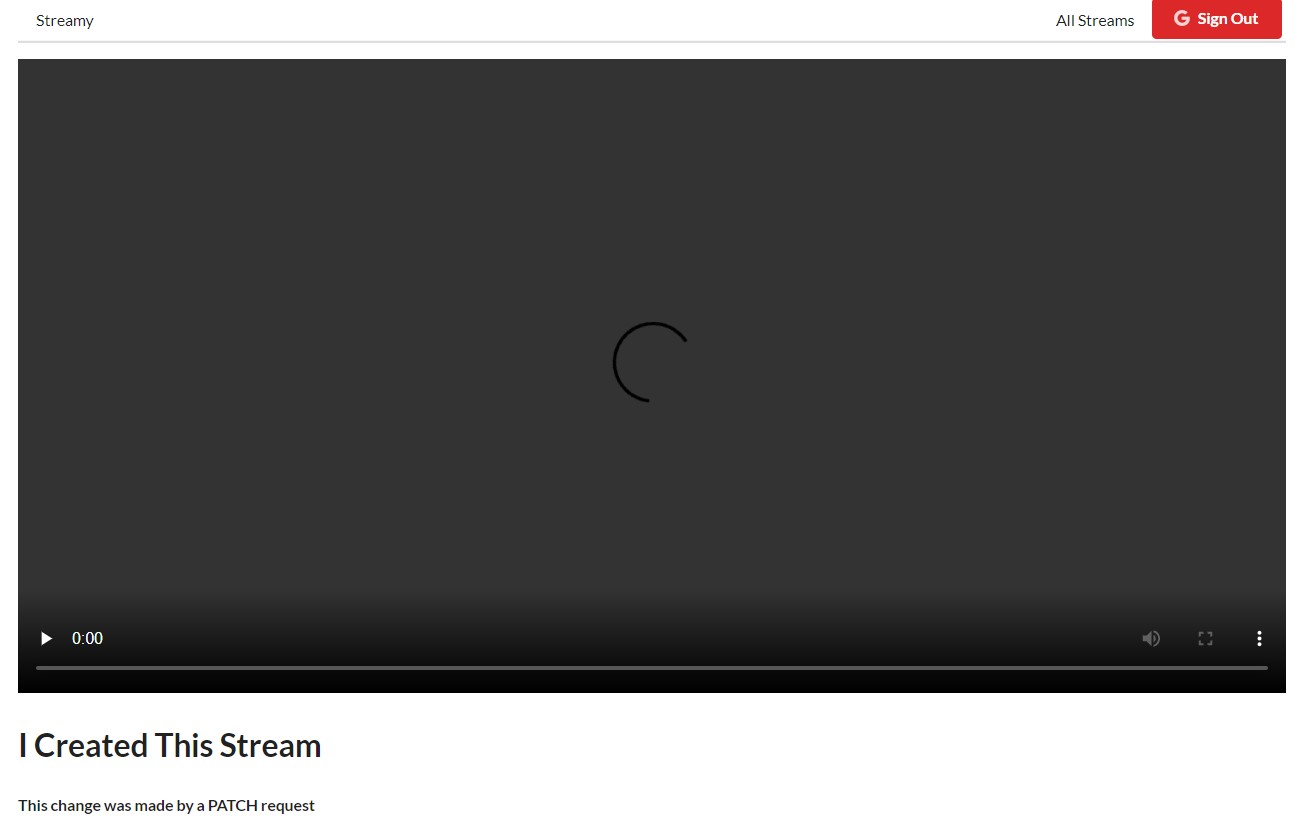 Streamy
All Streams
Sign Out
0:00
I Created This Stream
This change was made by a PATCH request